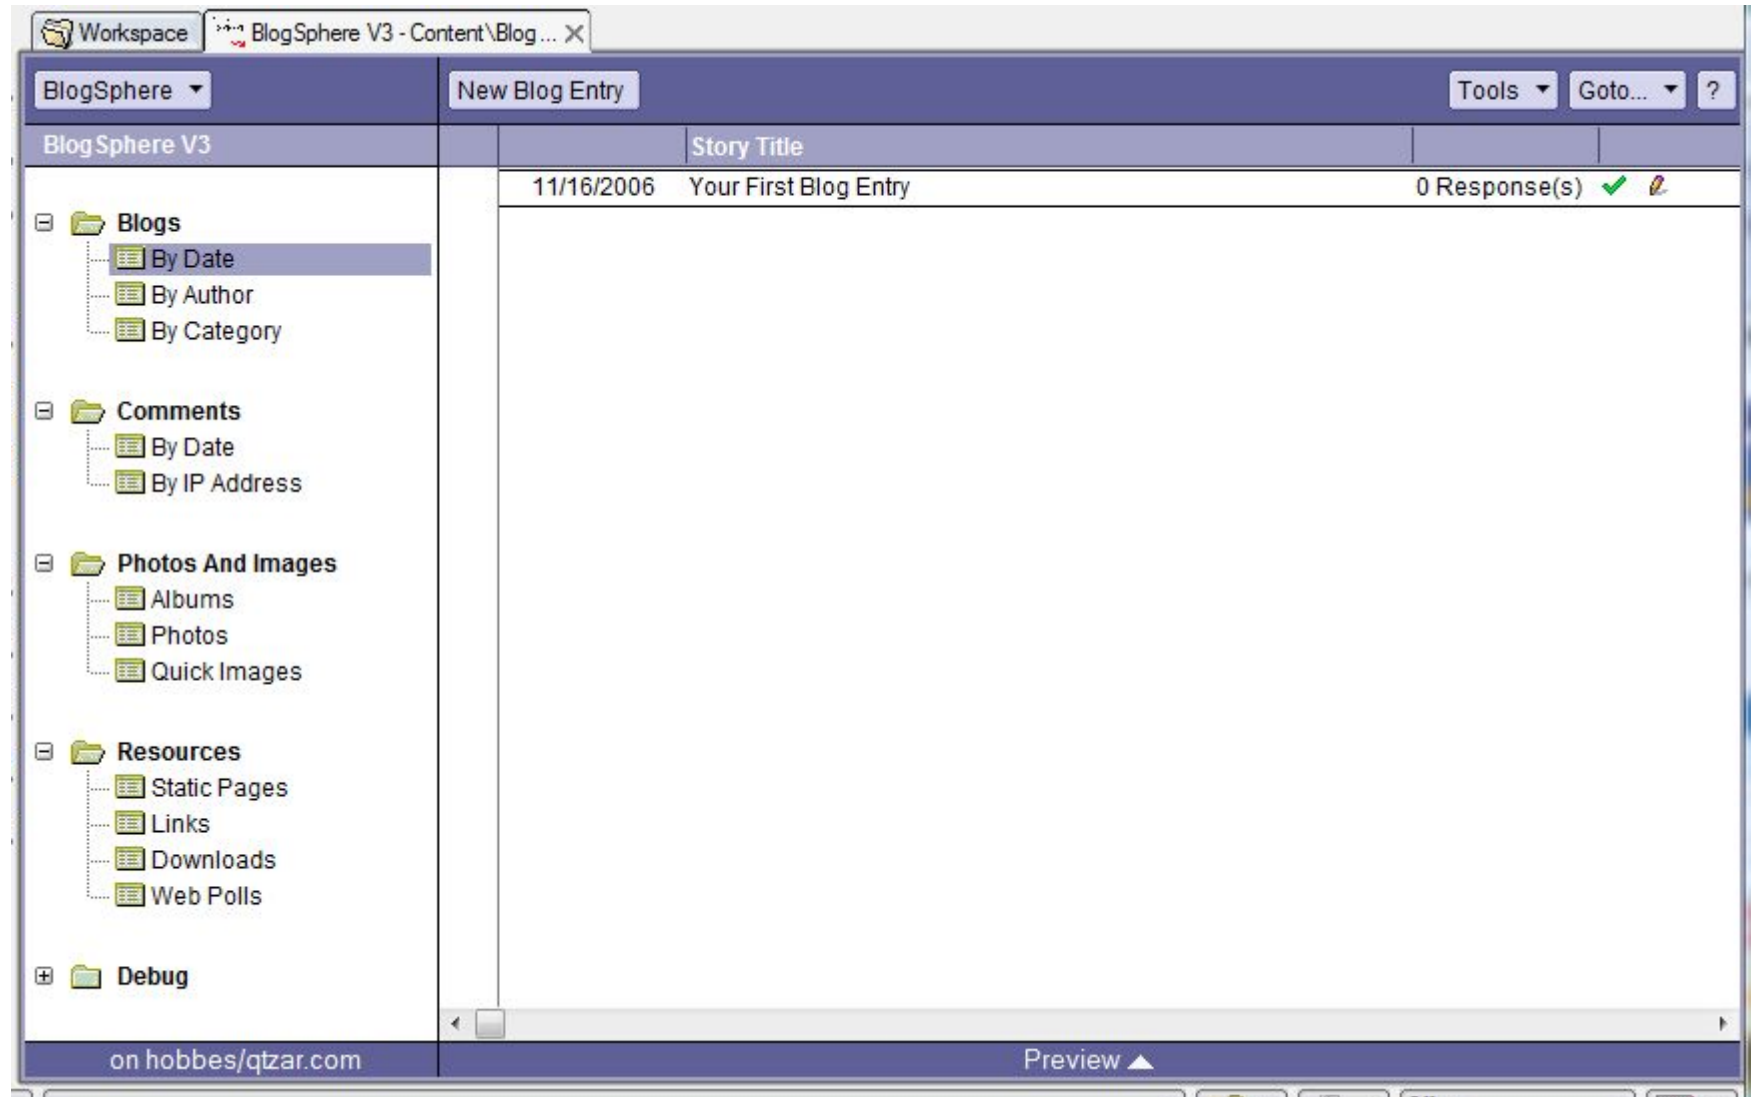 Workspace
BlogSphere V3 - Content\Blog ...
BlogSphere
New Blog Entry
Tools
Goto...
?
BlogSphere V3
Story Title
11/16/2006 Your First Blog Entry 0 Response(s)
Blogs
By Date
By Author
By Category
Comments
By Date
By IP Address
Photos And Images
Albums
Photos
Quick Images
Resources
Static Pages
Links
Downloads
Web Polls
Debug
on hobbes/qtzar.com
Preview